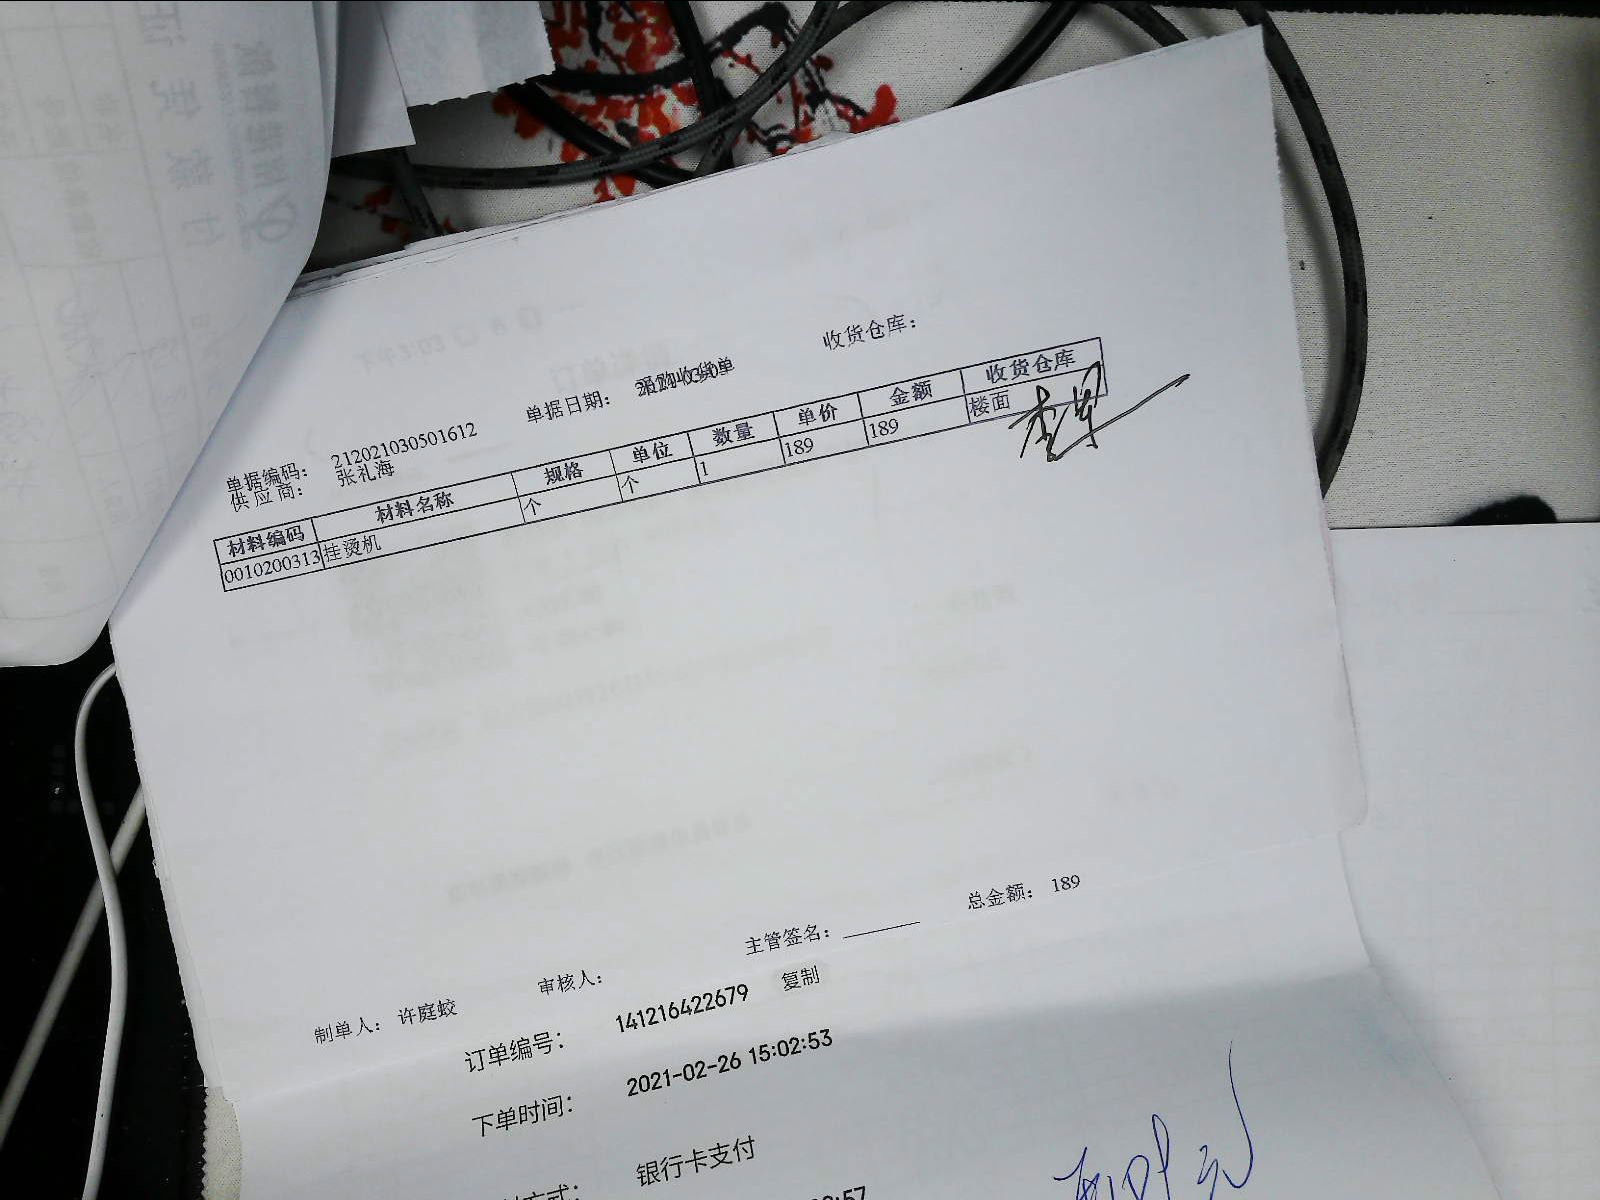 收货仓库：
单据日期：
单据编码： 212021030501612
供 应 商： 张礼海
材料编码 材料名称 规格 单位 数量 单价 金额 收货仓库
0010200313 挂烫机 个 个 1 189 189 楼面
总金额： 189
主管签名：
审核人：
制单人： 许庭蛟
订单编号： 141216422679 复制
下单时间： 2021-02-26 15:02:53
银行卡支付